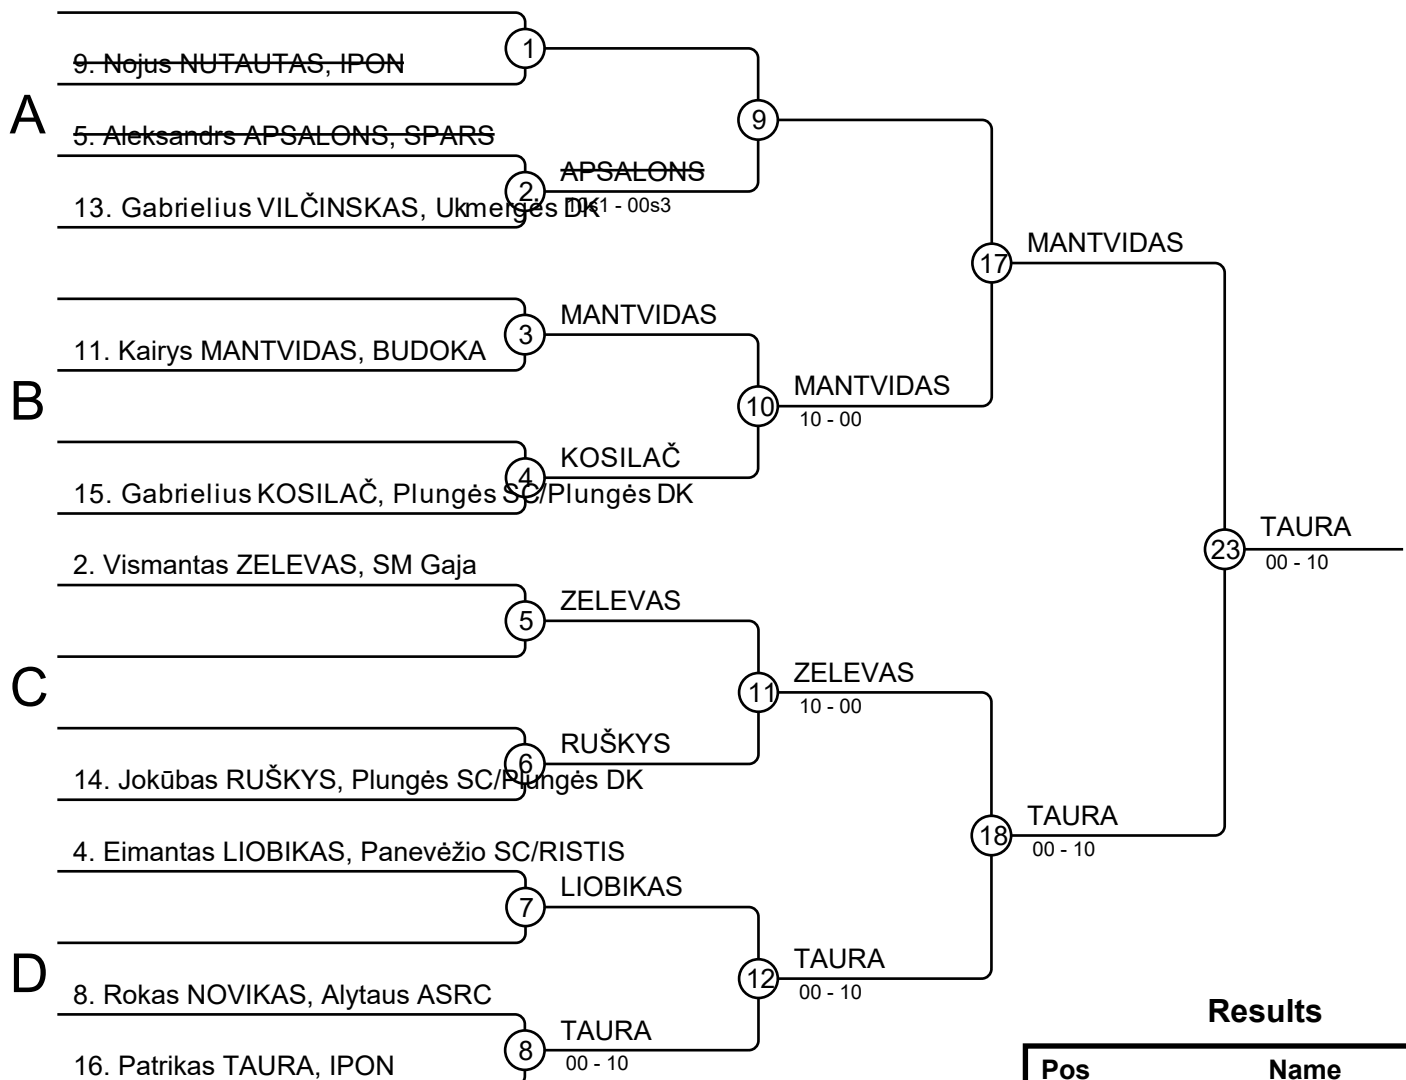 1
9. Nojus NUTAUTAS, IPON
A
9
5. Aleksandrs APSALONS, SPARS
APSALONS
2
10s1 - 00s3
13. Gabrielius VILČINSKAS, Ukmergės DK
MANTVIDAS
17
MANTVIDAS
3
11. Kairys MANTVIDAS, BUDOKA
MANTVIDAS
B
10
10 - 00
KOSILAČ
4
15. Gabrielius KOSILAČ, Plungės SC/Plungės DK
TAURA
23
00 - 10
2. Vismantas ZELEVAS, SM Gaja
ZELEVAS
5
ZELEVAS
C
11
10 - 00
RUŠKYS
6
14. Jokūbas RUŠKYS, Plungės SC/Plungės DK
TAURA
18
00 - 10
4. Eimantas LIOBIKAS, Panevėžio SC/RISTIS
LIOBIKAS
7
TAURA
D
12
00 - 10
8. Rokas NOVIKAS, Alytaus ASRC
Results
TAURA
8
00 - 10
16. Patrikas TAURA, IPON
Pos Name